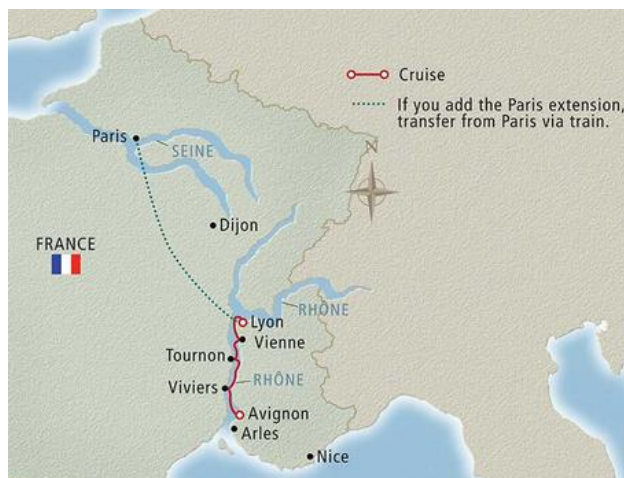 Cruise
If you add the Paris extension,
transfer from Paris via train.
Paris
SEINE
N
Dijon
FRANCE
RHÔNE
Lyon
Vienne
Tournon
RHÔNE
Viviers
Avignon
Arles
Nice